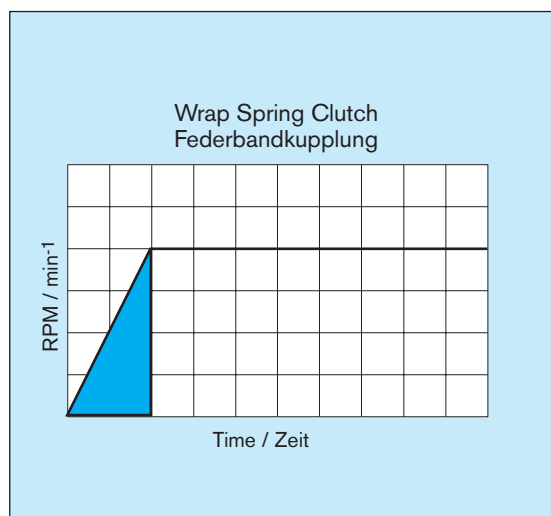 Wrap Spring Clutch
Federbandkupplung
RPM / min-1
Time / Zeit